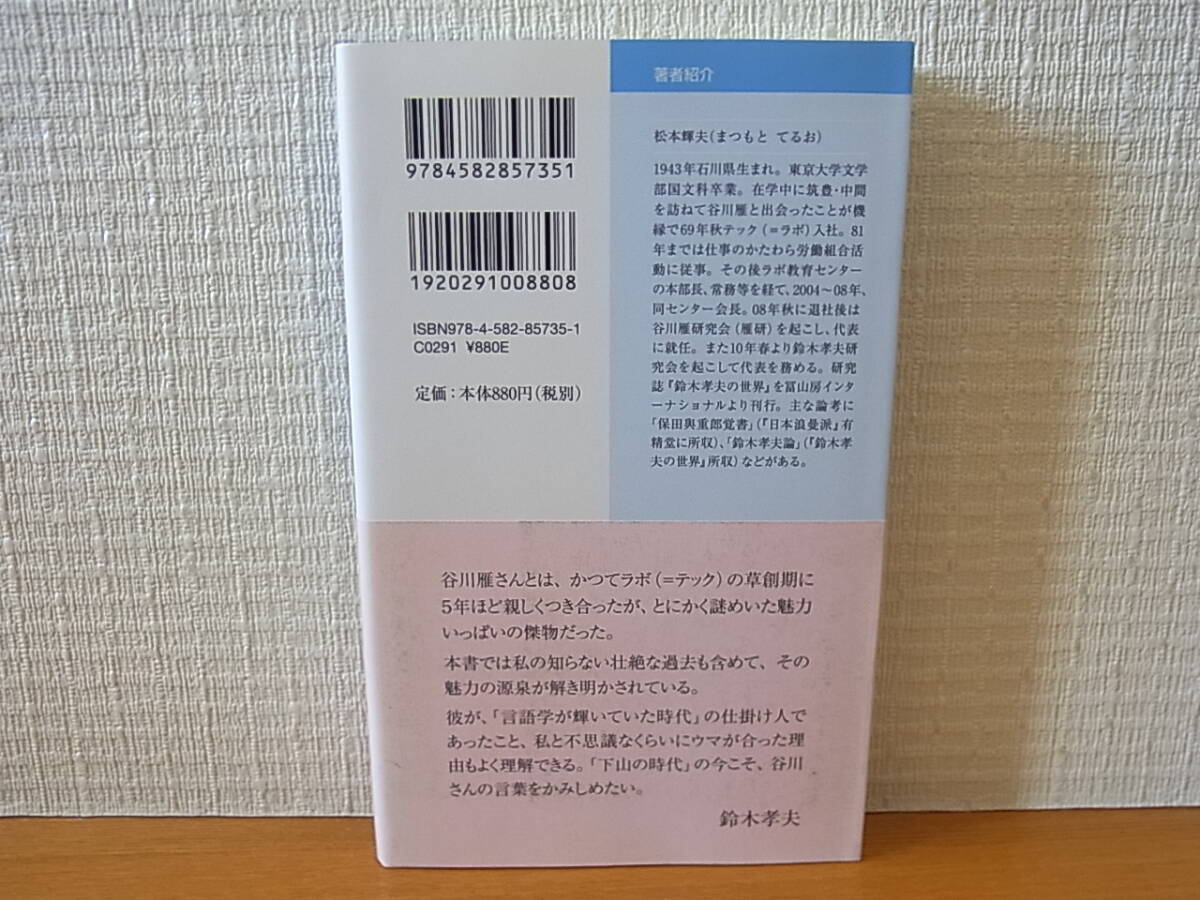 9784582857351
1920291008808
ISBN978-4-582-85735-1
C0291 ¥880E
定価：本体880円（税別）
著者紹介
松本輝夫（まつもと てるお）
1943年石川県生まれ。東京大学文学
部国文科卒業。在学中に筑豊・中間
を訪ねて谷川雁と出会ったことが機
縁で69年秋テック（＝ラボ）入社。81
年までは仕事のかたわら労働組合活
動に従事。その後ラボ教育センター
の本部長、常務等を経て、2004〜08年、
同センター会長。08年秋に退社後は
谷川雁研究会（雁研）を起こし、代表
に就任。また10年春より鈴木孝夫研
究会を起こして代表を務める。研究
誌『鈴木孝夫の世界』を冨山房インタ
ーナショナルより刊行。主な論考に
「保田與重郎覚書」（『日本浪曼派』有
精堂に所収）、「鈴木孝夫論」（『鈴木孝
夫の世界』所収）などがある。
谷川雁さんとは、かつてラボ（＝テック）の草創期に
5年ほど親しくつき合ったが、とにかく謎めいた魅力
いっぱいの傑物だった。
本書では私の知らない壮絶な過去も含めて、その
魅力の源泉が解き明かされている。
彼が、「言語学が輝いていた時代」の仕掛け人で
あったこと、私と不思議なくらいにウマが合った理
由もよく理解できる。「下山の時代」の今こそ、谷川
さんの言葉をかみしめたい。
鈴木孝夫